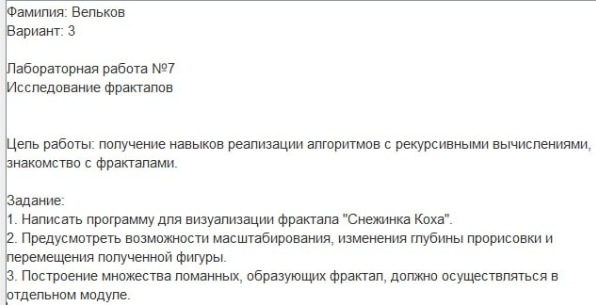 Фамилия: Вельков
Вариант: 3
Лабораторная работа №7
Исследование фракталов
Цель работы: получение навыков реализации алгоритмов с рекурсивными вычислениями,
знакомство с фракталами.
Задание:
1. Написать программу для визуализации фрактала "Снежинка Коха".
2. Предусмотреть возможности масштабирования, изменения глубины прорисовки и
перемещения полученной фигуры.
3. Построение множества ломанных, образующих фрактал, должно осуществляться в
отдельном модуле.